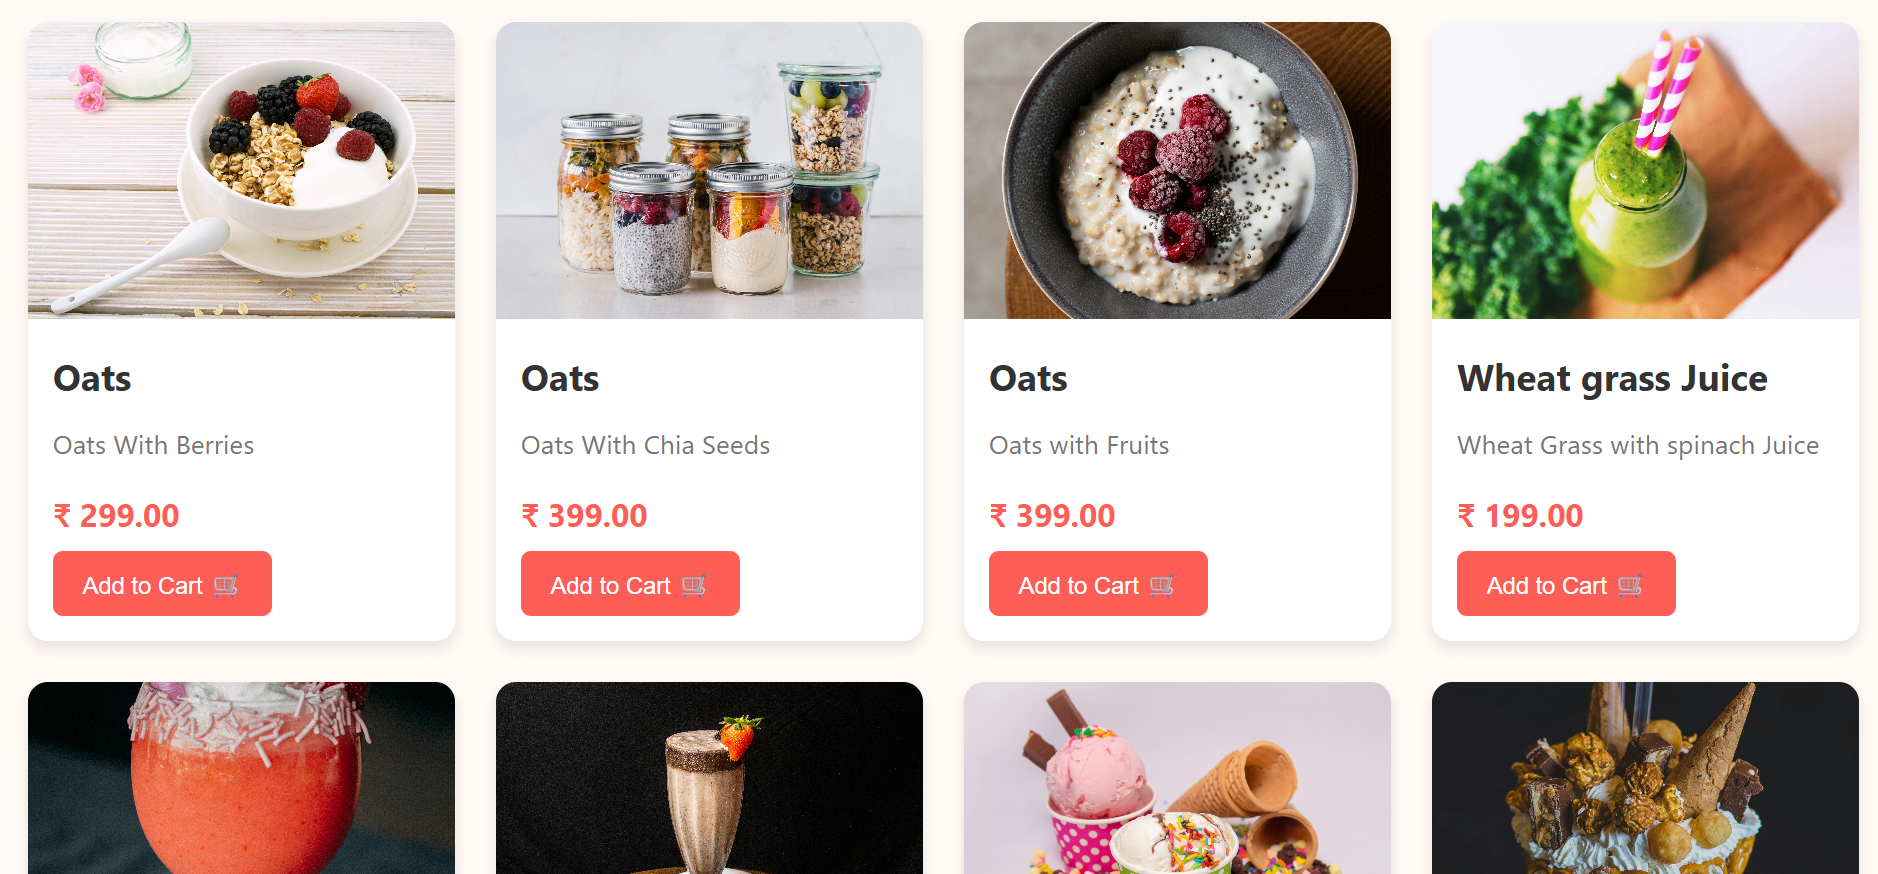 Oats
Oats With Berries
₹ 299.00
Add to Cart 🛒
Oats
Oats With Chia Seeds
₹ 399.00
Add to Cart 🛒
Oats
Oats with Fruits
₹ 399.00
Add to Cart 🛒
Wheat grass Juice
Wheat Grass with spinach Juice
₹ 199.00
Add to Cart 🛒